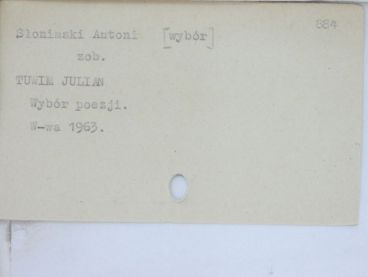 Słonimski Antoni [wybór] 884
zob.
TUWIM JULIAN
Wybór poezji.
W-wa 1963.